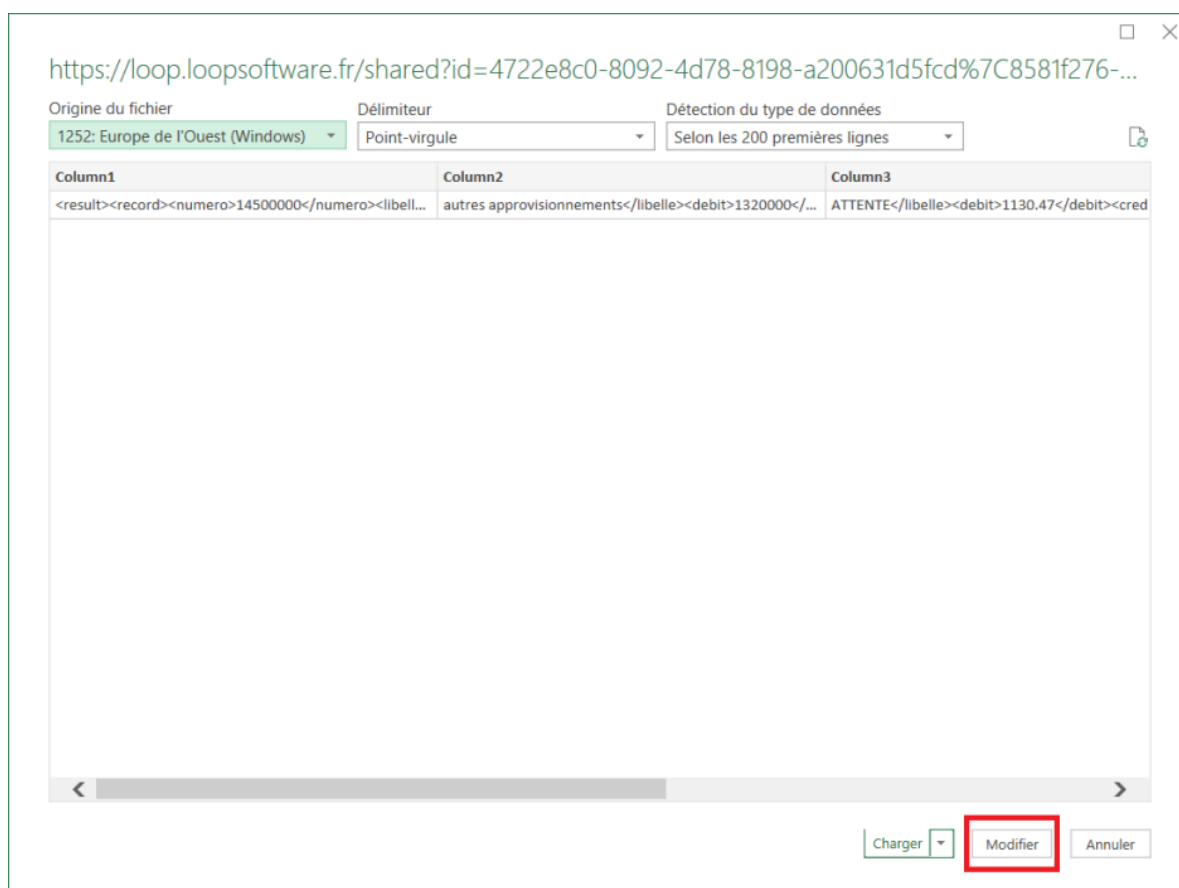 https://loop.loopsoftware.fr/shared?id=4722e8c0-8092-4d78-8198-a200631d5fcd%7C8581f276-...
Origine du fichier Délimiteur Détection du type de données
1252: Europe de l'Ouest (Windows) Point-virgule Selon les 200 premières lignes
Column1 Column2 Column3
<result><record><numero>14500000</numero><libell... autres approvisionnements</libelle><debit>1320000</... ATTENTE</libelle><debit>1130.47</debit><cred
Charger Modifier Annuler